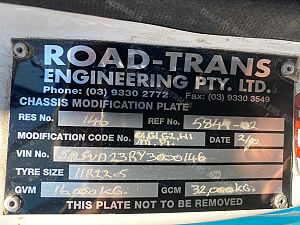 ROAD-TRANS
ENGINEERING PTY. LTD.
Phone: (03) 9330 2772 Fax: (03) 9330 3549
CHASSIS MODIFICATION PLATE
RES No. 146 REF No.
MODIFICATION CODE No. DATE
VIN No.
TYRE SIZE 11R22.5
GVM 16,000KG. GCM 32,000KG
THIS PLATE NOT TO BE REMOVED